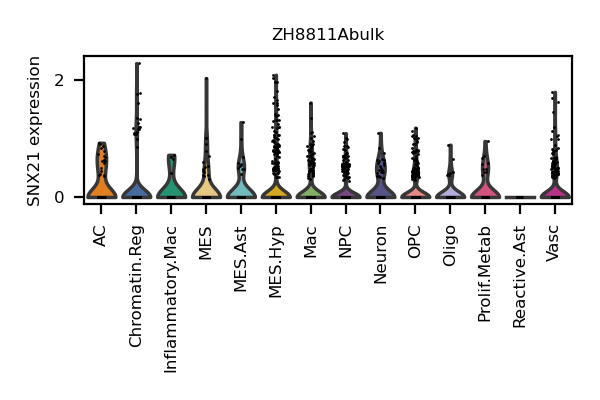 ZH8811Abulk
SNX21 expression
2
0
AC
Chromatin.Reg
Inflammatory.Mac
MES
MES.Ast
MES.Hyp
Mac
NPC
Neuron
OPC
Oligo
Prolif.Metab
Reactive.Ast
Vasc